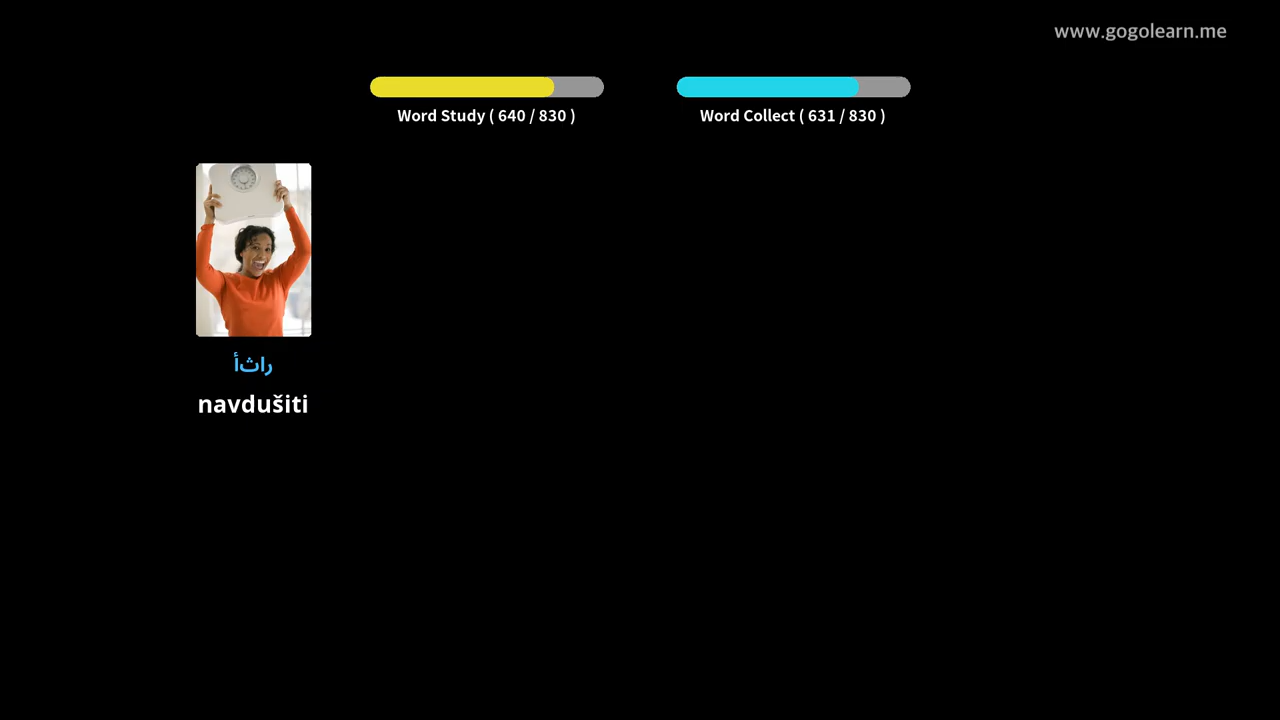 www.gogolearn.me
Word Study ( 640 / 830 )
Word Collect ( 631 / 830 )
راثأ
navdušiti